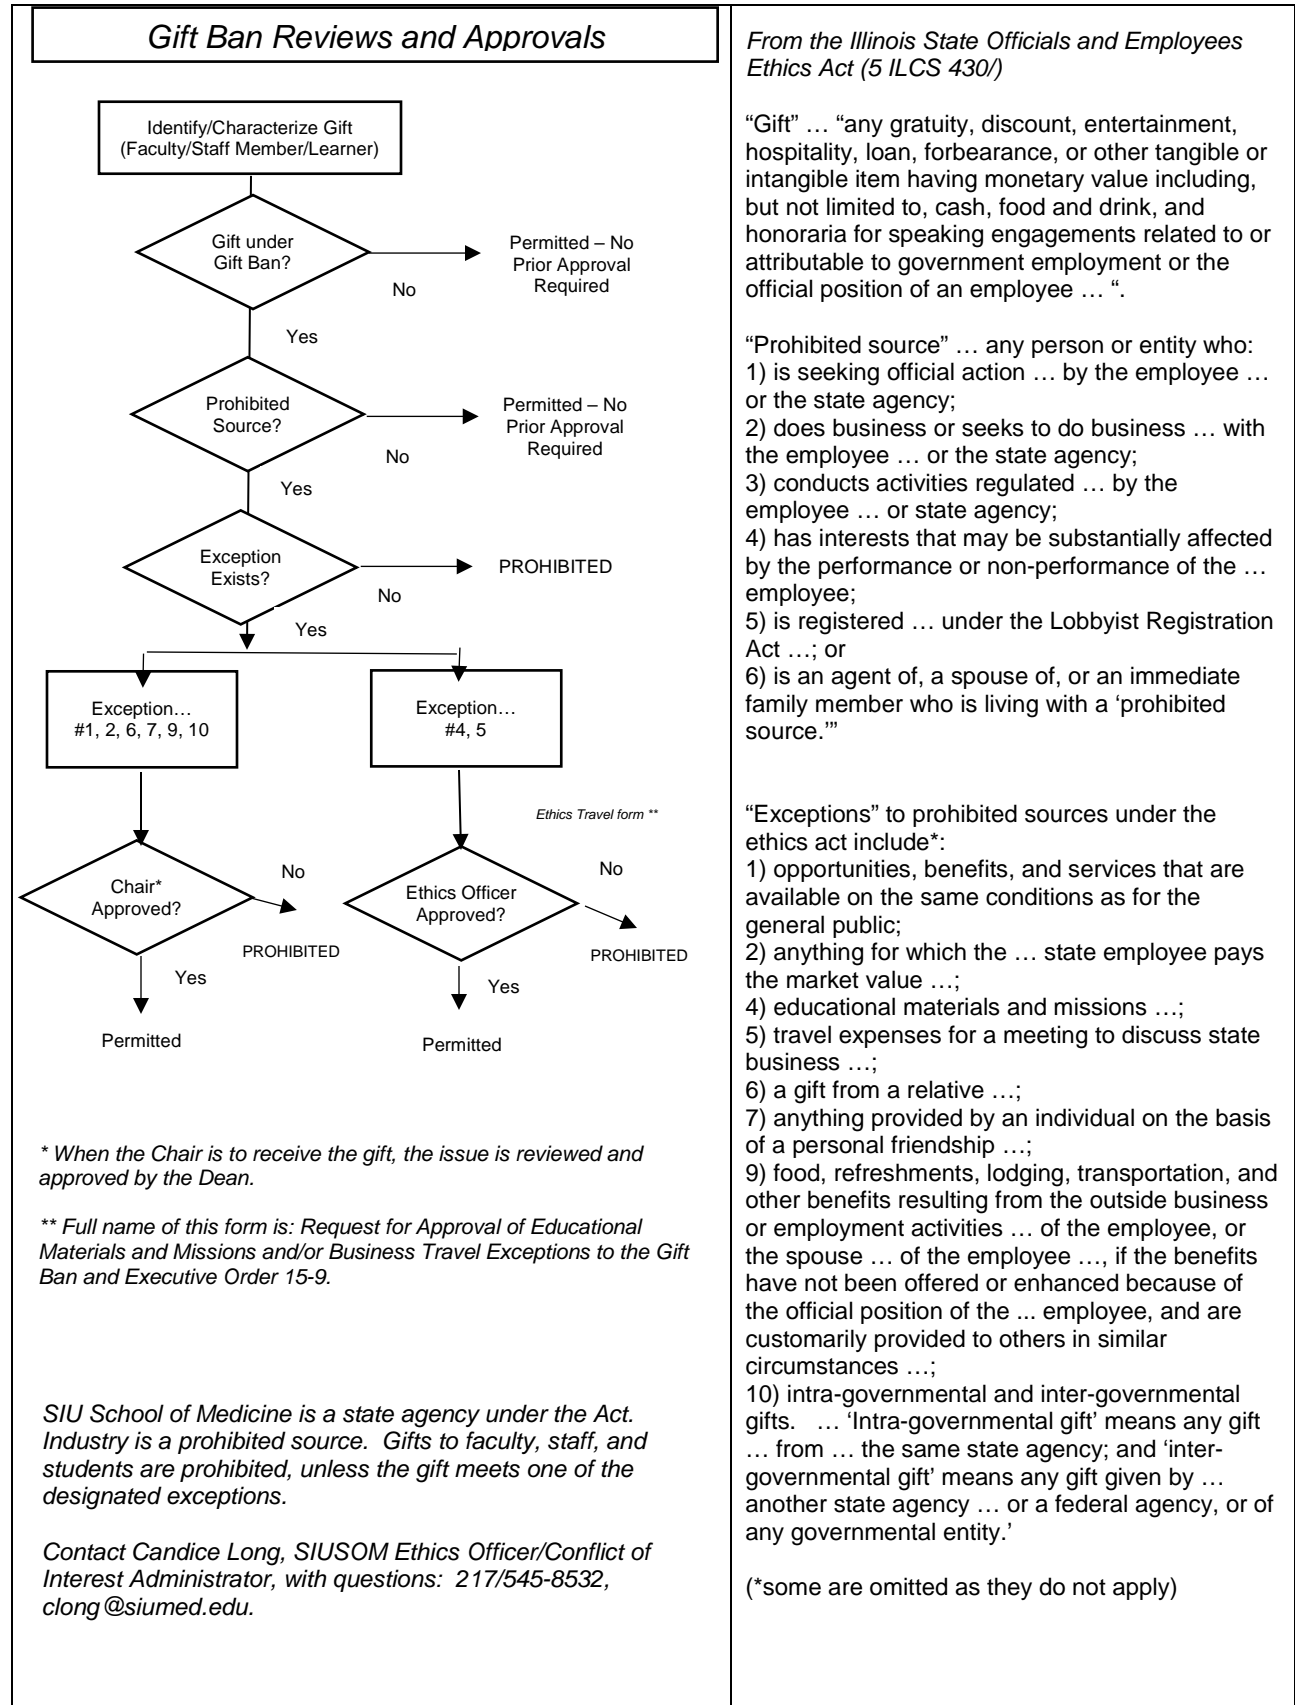 Gift Ban Reviews and Approvals
Identify/Characterize Gift
(Faculty/Staff Member/Learner)
Gift under
Gift Ban?
No
Permitted – No
Prior Approval
Required
Yes
Prohibited
Source?
No
Permitted – No
Prior Approval
Required
Yes
Exception
Exists?
No
PROHIBITED
Yes
Exception…
#1, 2, 6, 7, 9, 10
Exception…
#4, 5
Ethics Travel form **
Chair*
Approved?
No
PROHIBITED
Yes
Permitted
Ethics Officer
Approved?
No
PROHIBITED
Yes
Permitted
* When the Chair is to receive the gift, the issue is reviewed and
approved by the Dean.
** Full name of this form is: Request for Approval of Educational
Materials and Missions and/or Business Travel Exceptions to the Gift
Ban and Executive Order 15-9.
SIU School of Medicine is a state agency under the Act.
Industry is a prohibited source. Gifts to faculty, staff, and
students are prohibited, unless the gift meets one of the
designated exceptions.
Contact Candice Long, SIUSOM Ethics Officer/Conflict of
Interest Administrator, with questions: 217/545-8532,
clong@siumed.edu.
From the Illinois State Officials and Employees
Ethics Act (5 ILCS 430/)
“Gift” … “any gratuity, discount, entertainment,
hospitality, loan, forbearance, or other tangible or
intangible item having monetary value including,
but not limited to, cash, food and drink, and
honoraria for speaking engagements related to or
attributable to government employment or the
official position of an employee … “.
“Prohibited source” … any person or entity who:
1) is seeking official action … by the employee …
or the state agency;
2) does business or seeks to do business … with
the employee … or the state agency;
3) conducts activities regulated … by the
employee … or state agency;
4) has interests that may be substantially affected
by the performance or non-performance of the …
employee;
5) is registered … under the Lobbyist Registration
Act …; or
6) is an agent of, a spouse of, or an immediate
family member who is living with a ‘prohibited
source.’”
“Exceptions” to prohibited sources under the
ethics act include*:
1) opportunities, benefits, and services that are
available on the same conditions as for the
general public;
2) anything for which the … state employee pays
the market value …;
4) educational materials and missions …;
5) travel expenses for a meeting to discuss state
business …;
6) a gift from a relative …;
7) anything provided by an individual on the basis
of a personal friendship …;
9) food, refreshments, lodging, transportation, and
other benefits resulting from the outside business
or employment activities … of the employee, or
the spouse … of the employee …, if the benefits
have not been offered or enhanced because of
the official position of the ... employee, and are
customarily provided to others in similar
circumstances …;
10) intra-governmental and inter-governmental
gifts. … ‘Intra-governmental gift’ means any gift
… from … the same state agency; and ‘inter-
governmental gift’ means any gift given by …
another state agency … or a federal agency, or of
any governmental entity.’
(*some are omitted as they do not apply)